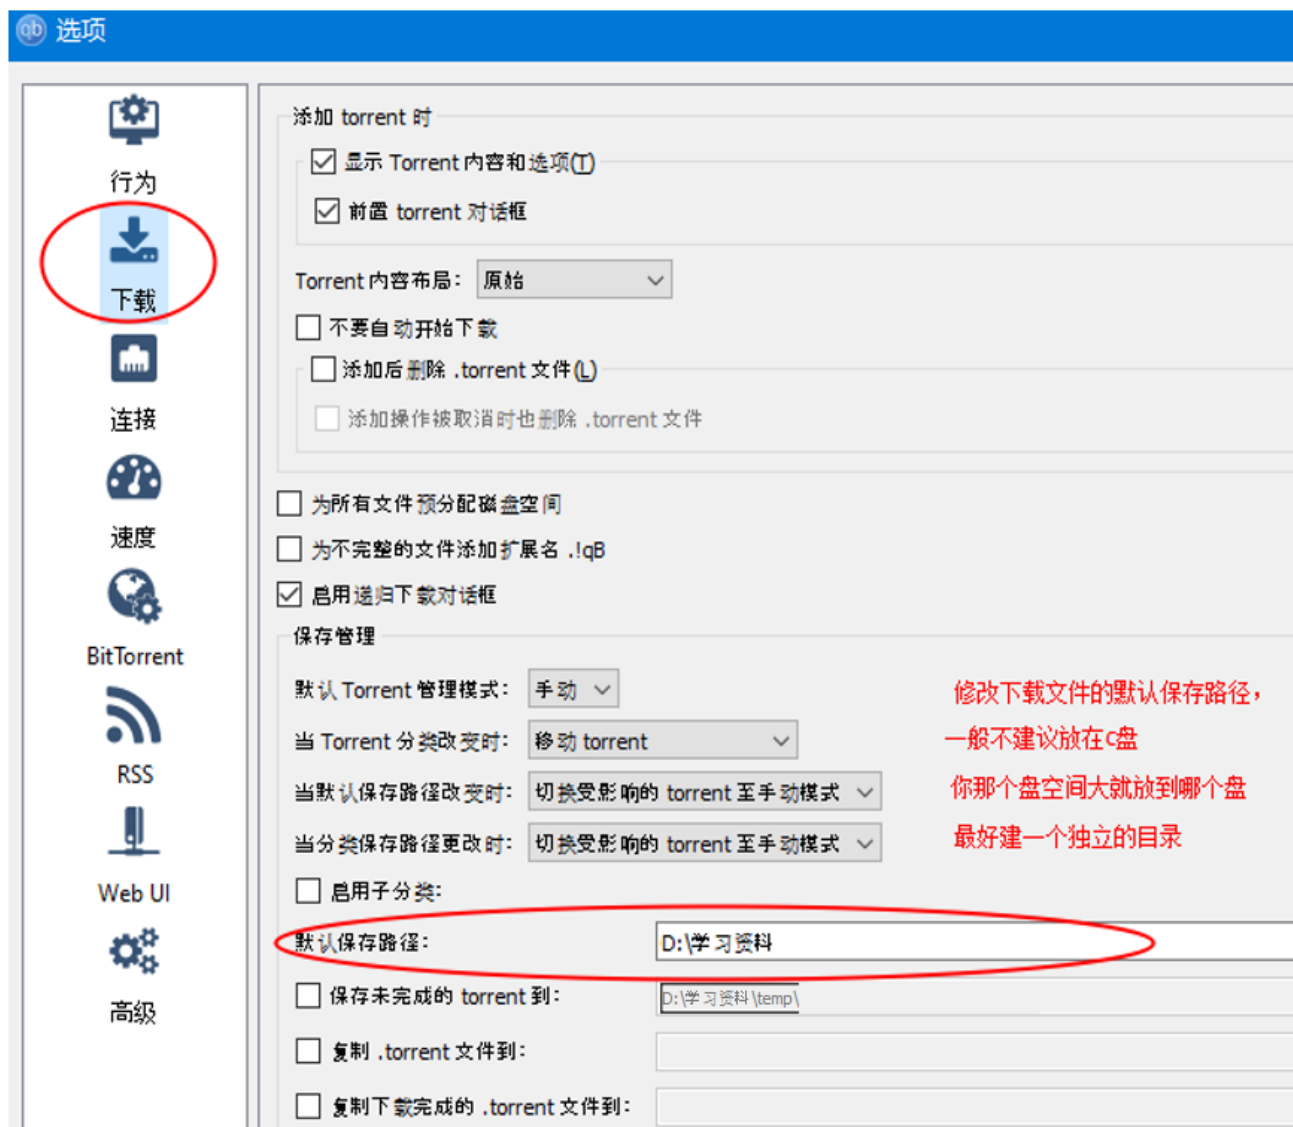 qb 选项
行为
下载
连接
速度
BitTorrent
RSS
Web UI
高级
添加 torrent 时
显示 Torrent 内容和选项(T)
前置 torrent 对话框
Torrent 内容布局: 原始
不要自动开始下载
添加后删除 .torrent 文件(L)
添加操作被取消时也删除 .torrent 文件
为所有文件预分配磁盘空间
为不完整的文件添加扩展名 .!qB
启用递归下载对话框
保存管理
默认 Torrent 管理模式: 手动
当 Torrent 分类改变时: 移动 torrent
当默认保存路径改变时: 切换受影响的 torrent 至手动模式
当分类保存路径更改时: 切换受影响的 torrent 至手动模式
修改下载文件的默认保存路径，
一般不建议放在C盘
你那个盘空间大就放到哪个盘
最好建一个独立的目录
启用子分类:
默认保存路径: D:\学习资料
保存未完成的 torrent 到: D:\学习资料\temp\
复制 .torrent 文件到:
复制下载完成的 .torrent 文件到: